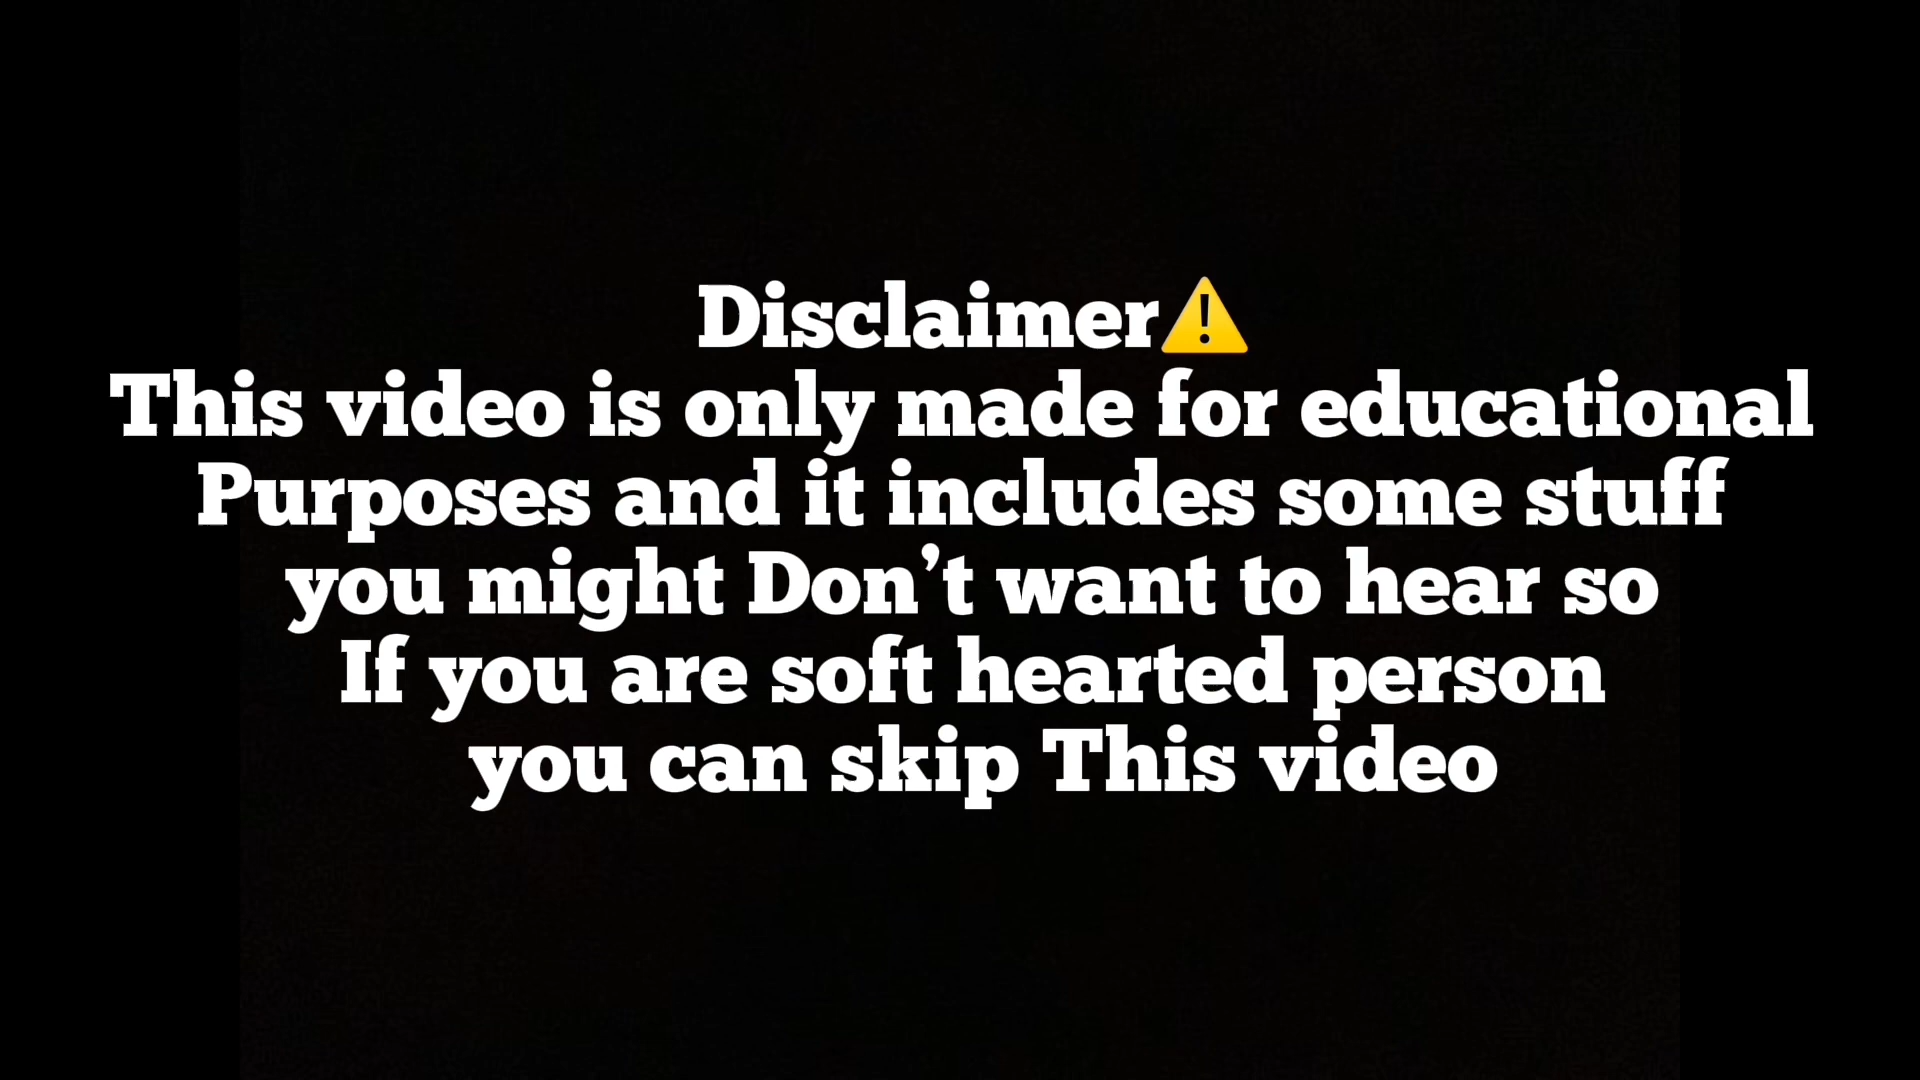 Disclaimer⚠️
This video is only made for educational
Purposes and it includes some stuff
you might Don’t want to hear so
If you are soft hearted person
you can skip This video